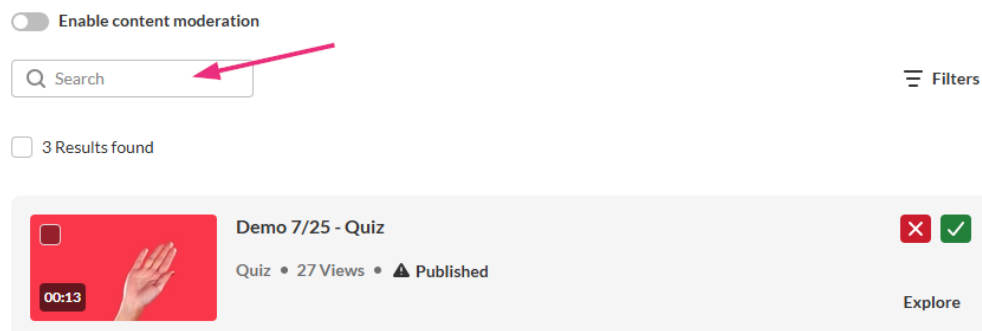 Enable content moderation
Search
Filters
3 Results found
Demo 7/25 - Quiz
Quiz • 27 Views • Published
00:13
Explore